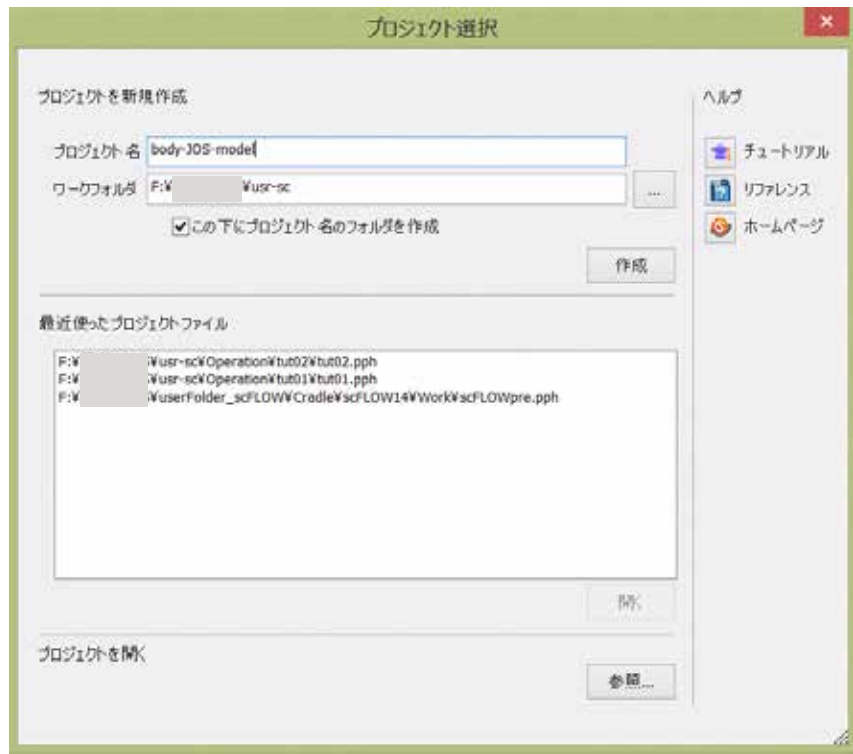 プロジェクト選択
プロジェクトを新規作成
プロジェクト名 body-JOS-model
ワークフォルダ F:¥ ¥usr-sc ...
この下にプロジェクト名のフォルダを作成
作成
最近使ったプロジェクトファイル
F:¥ ¥usr-sc¥Operation¥tut02¥tut02.pph
F:¥ ¥usr-sc¥Operation¥tut01¥tut01.pph
F:¥ ¥userFolder_scFLOW¥Cradle¥scFLOW14¥Work¥scFLOWpre.pph
開く
プロジェクトを開く
参照...
ヘルプ
チュートリアル
リファレンス
ホームページ